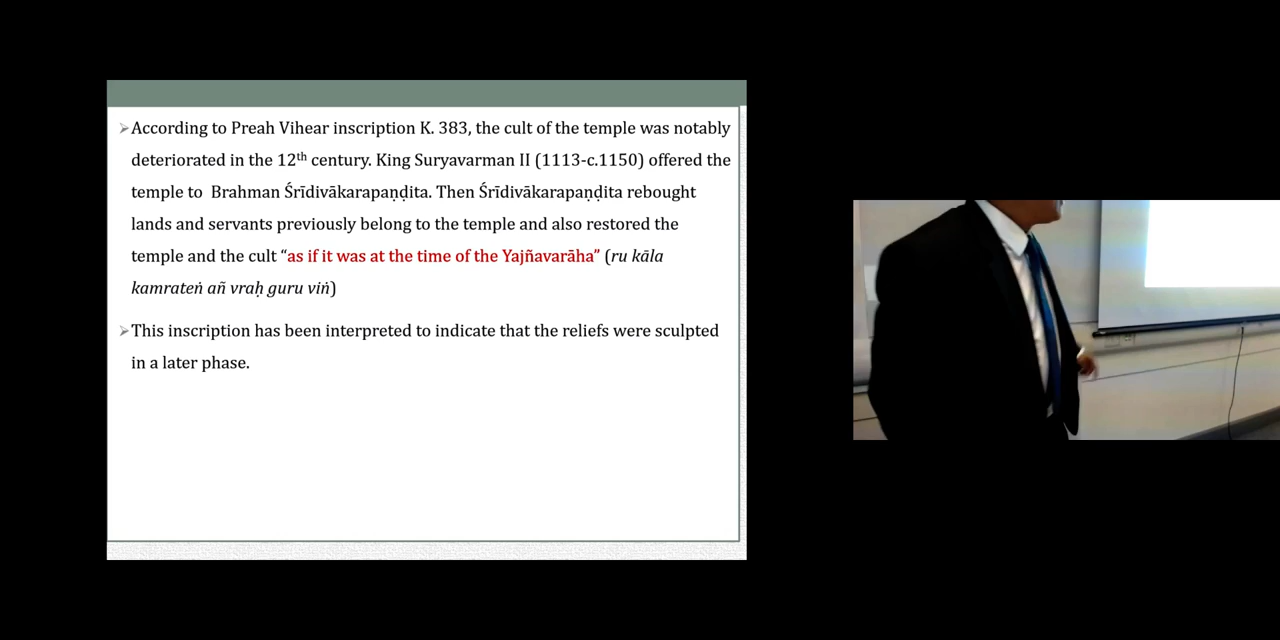 According to Preah Vihear inscription K. 383, the cult of the temple was notably
deteriorated in the 12th century. King Suryavarman II (1113-c.1150) offered the
temple to Brahman Śrīdivākarapaṇḍita. Then Śrīdivākarapaṇḍita rebought
lands and servants previously belong to the temple and also restored the
temple and the cult “as if it was at the time of the Yajñavarāha” (ru kāla
kamrateṅ añ vraḥ guru viṅ)
This inscription has been interpreted to indicate that the reliefs were sculpted
in a later phase.